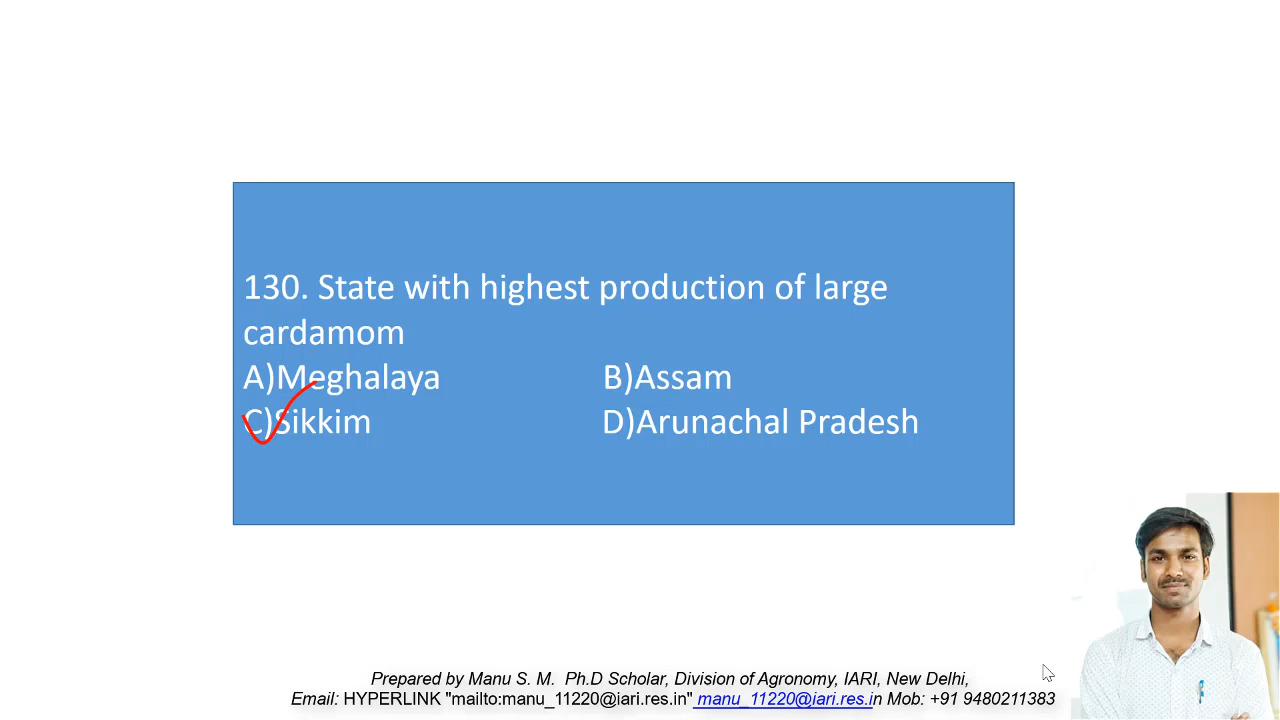 130. State with highest production of large
cardamom
A)Meghalaya B)Assam
C)Sikkim D)Arunachal Pradesh
Prepared by Manu S. M. Ph.D Scholar, Division of Agronomy, IARI, New Delhi,
Email: HYPERLINK "mailto:manu_11220@iari.res.in" manu_11220@iari.res.in Mob: +91 9480211383